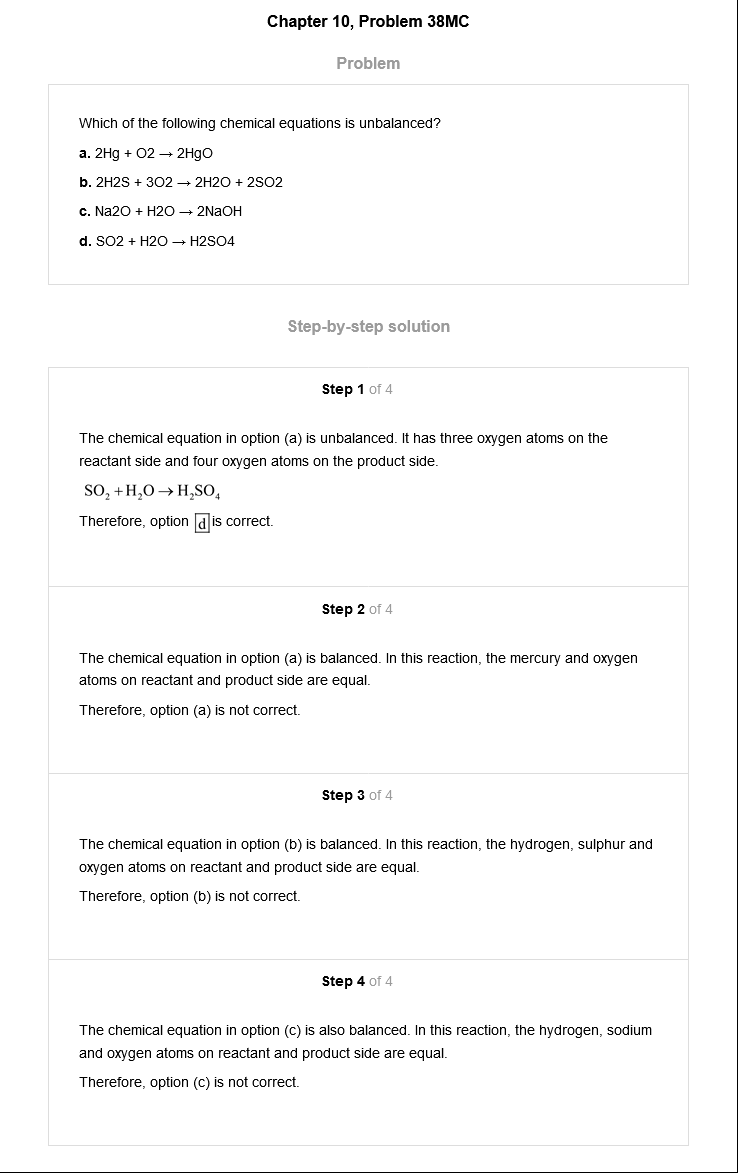 Chapter 10, Problem 38MC
Problem
Which of the following chemical equations is unbalanced?
a. 2Hg + O2 → 2HgO
b. 2H2S + 3O2 → 2H2O + 2SO2
c. Na2O + H2O → 2NaOH
d. SO2 + H2O → H2SO4
Step-by-step solution
Step 1 of 4
The chemical equation in option (a) is unbalanced. It has three oxygen atoms on the
reactant side and four oxygen atoms on the product side.
SO₂ + H₂O → H₂SO₄
Therefore, option d is correct.
Step 2 of 4
The chemical equation in option (a) is balanced. In this reaction, the mercury and oxygen
atoms on reactant and product side are equal.
Therefore, option (a) is not correct.
Step 3 of 4
The chemical equation in option (b) is balanced. In this reaction, the hydrogen, sulphur and
oxygen atoms on reactant and product side are equal.
Therefore, option (b) is not correct.
Step 4 of 4
The chemical equation in option (c) is also balanced. In this reaction, the hydrogen, sodium
and oxygen atoms on reactant and product side are equal.
Therefore, option (c) is not correct.